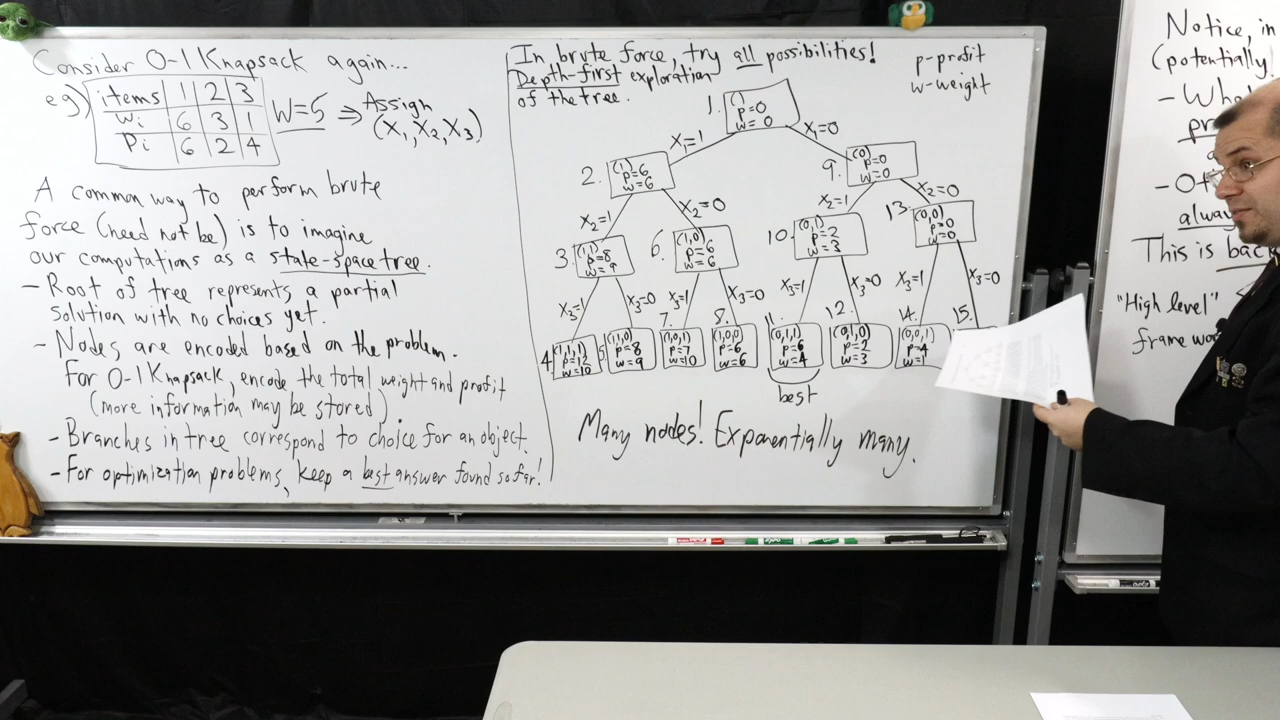 Consider 0-1 Knapsack again...
eg) items 1 2 3
wi 6 3 1
Pi 6 2 4
W=5 ⇒ Assign
(x1, x2, x3)
A common way to perform brute
force (need not be) is to imagine
our computations as a state-space tree.
- Root of tree represents a partial
solution with no choices yet.
- Nodes are encoded based on the problem.
For 0-1 Knapsack, encode the total weight and profit
(more information may be stored)
- Branches in tree correspond to choice for an object.
- For optimization problems, keep a best answer found so far!
In brute force, try all possibilities!
Depth-first exploration
of the tree.
p-profit
w-weight
1. ()
p=0
w=0
x1=1 x1=0
2. (1)
p=6
w=6
9. (0)
p=0
w=0
x2=1 x2=0 x2=1 x2=0
3. (1,1)
p=8
w=9
6. (1,0)
p=6
w=6
10. (0,1)
p=2
w=3
13. (0,0)
p=0
w=0
x3=1 x3=0 x3=1 x3=0 x3=1 x3=0 x3=1 x3=0
4 (1,1,1)
p=12
w=10
5 (1,1,0)
p=8
w=9
7. (1,0,1)
w=10
8. (1,0,0)
p=6
w=6
11. (0,1,1)
p=6
w=4
12. (0,1,0)
p=2
w=3
14. (0,0,1)
p=4
w=1
15.
best
Many nodes! Exponentially many.
Notice, in
(potentially
This is back
"High level"